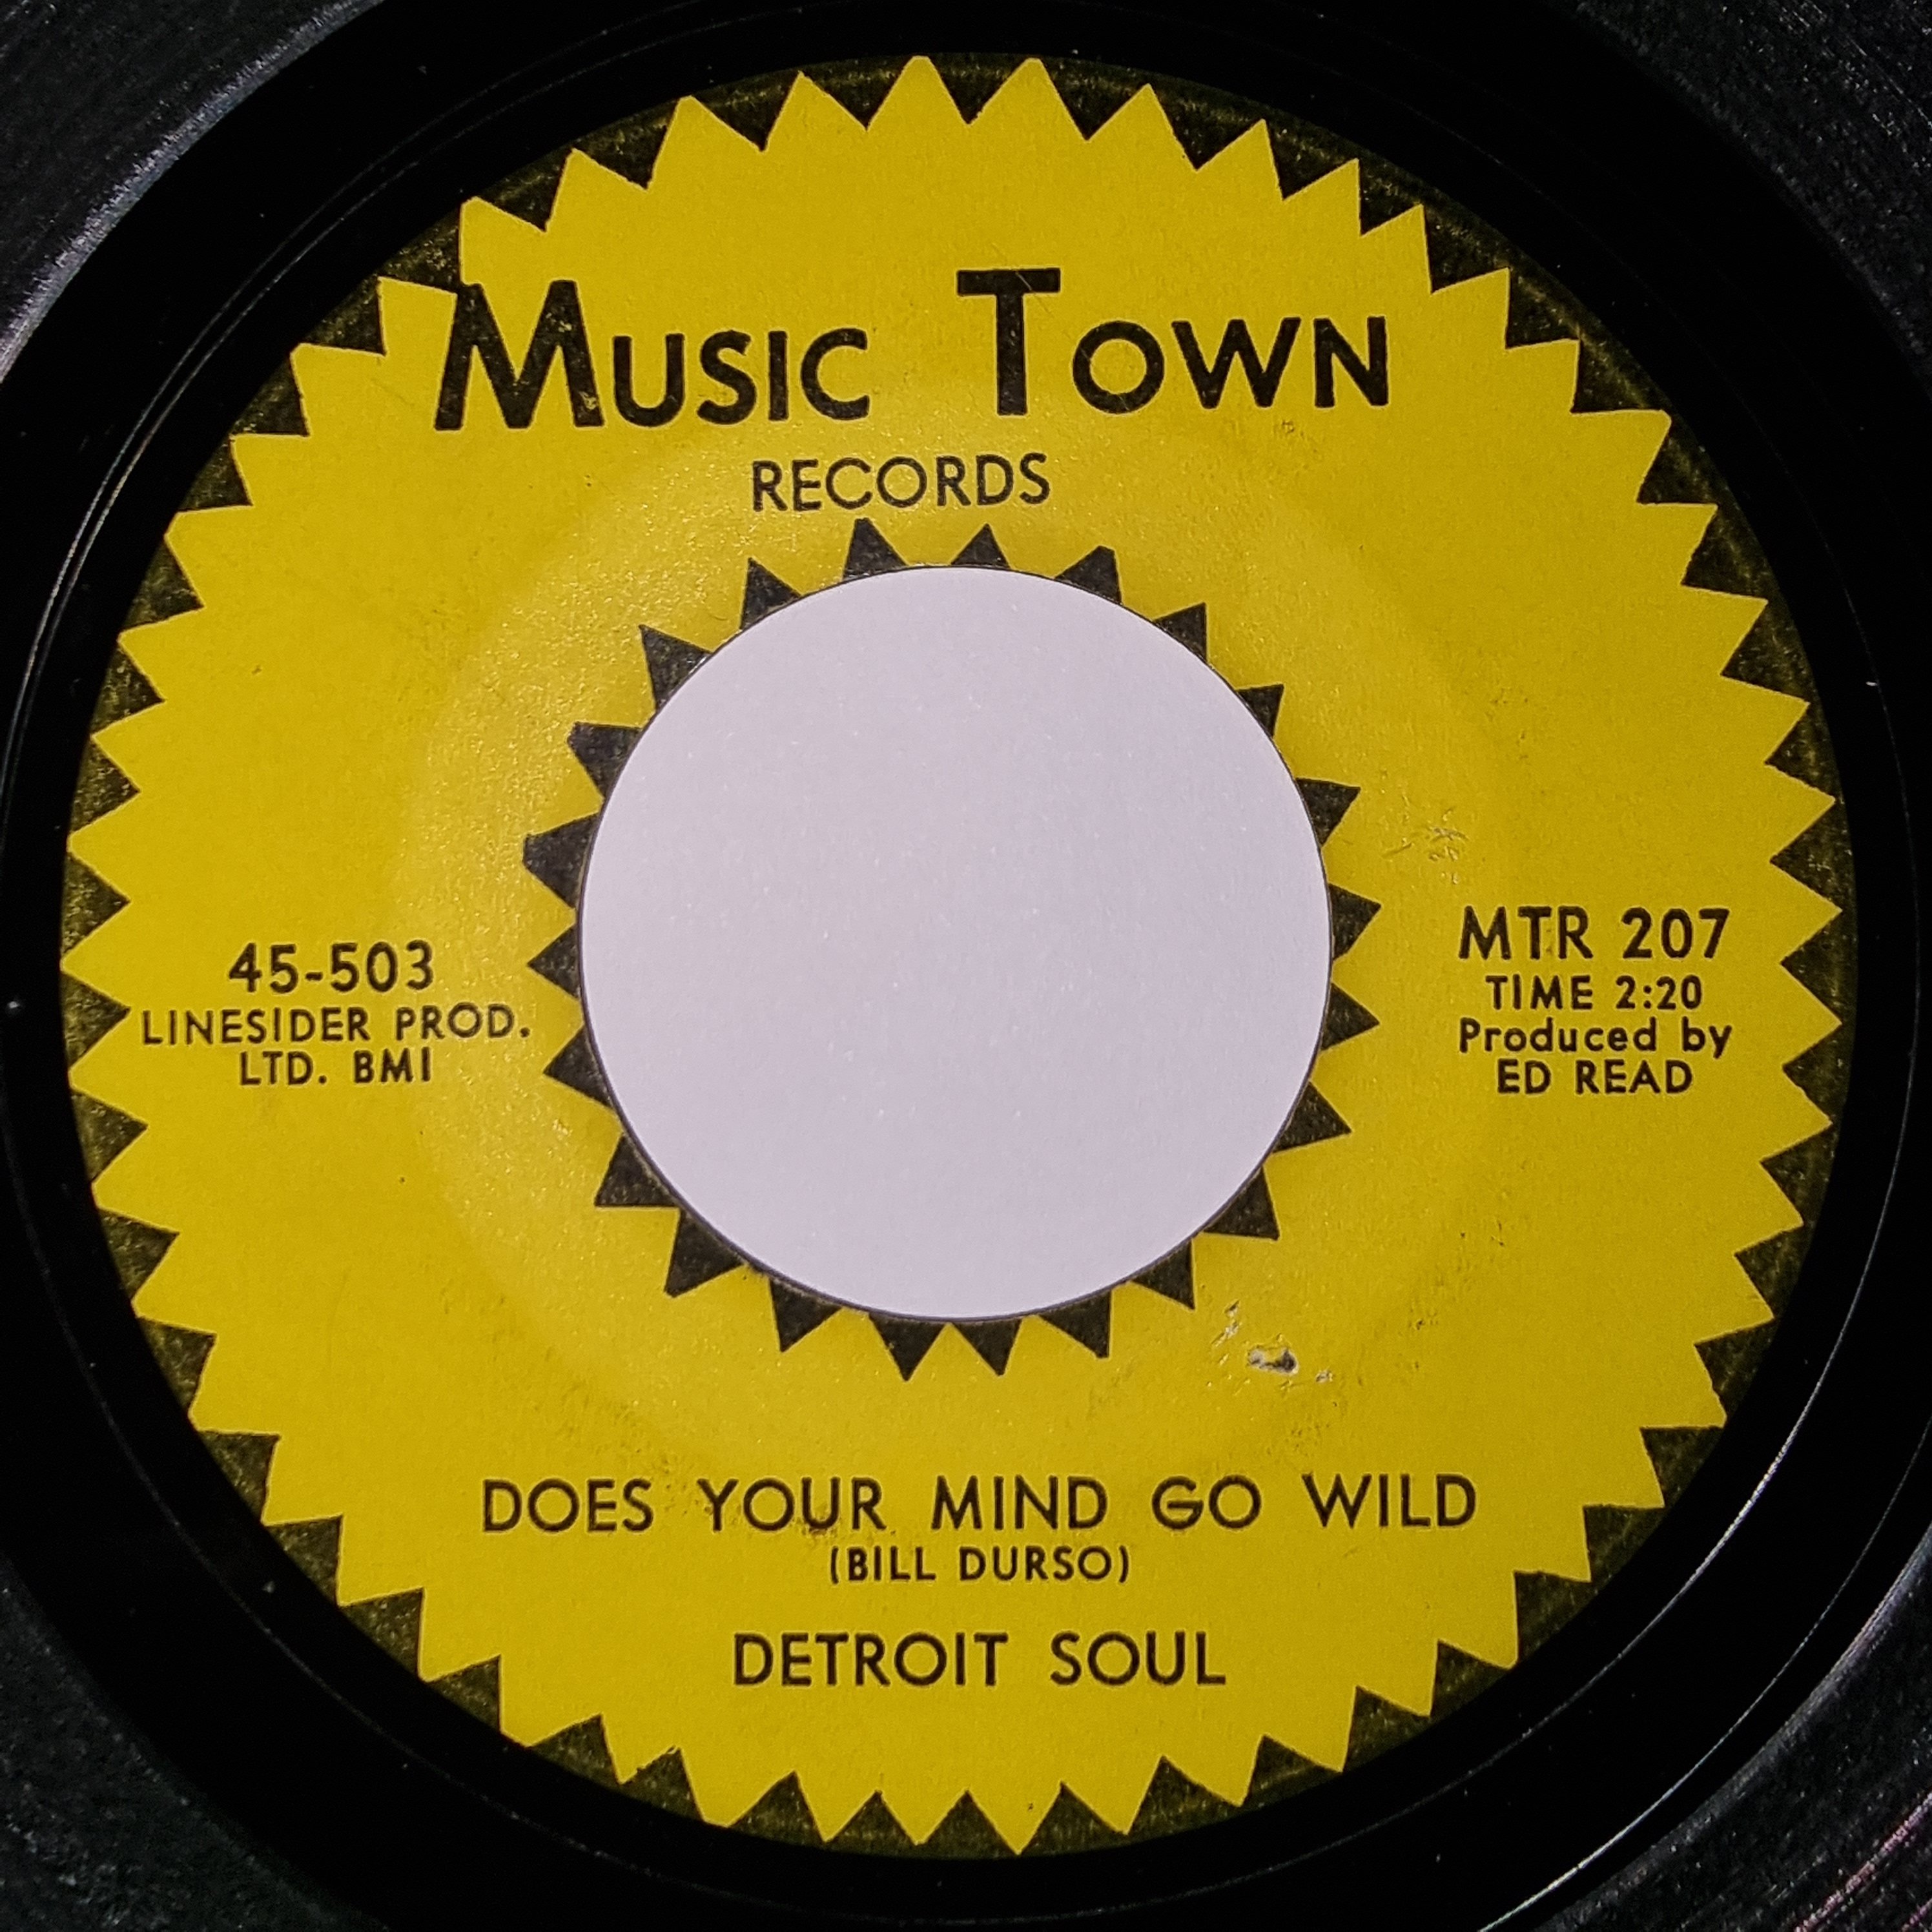 MUSIC TOWN
RECORDS
45-503
LINESIDER PROD.
LTD. BMI
MTR 207
TIME 2:20
Produced by
ED READ
DOES YOUR MIND GO WILD
(BILL DURSO)
DETROIT SOUL